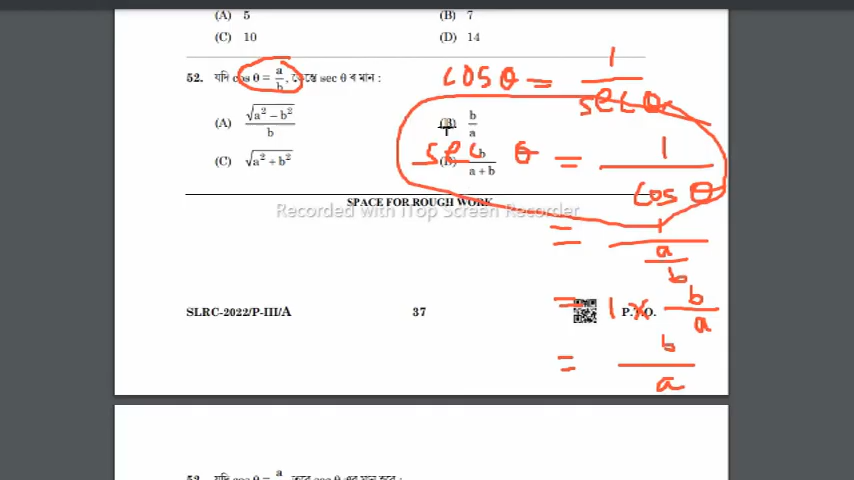 (A) 5 (B) 7
(C) 10 (D) 14
52. যদি cos θ = a/b, তেন্তে sec θ ৰ মান :
(A) √a² − b² / b (B) b/a
(C) √a² + b² (D) b / a + b
cos θ = 1 / sec θ
sec θ = 1 / cos θ
= 1 / a/b
= 1 × b/a
= b/a
SPACE FOR ROUGH WORK
Recorded with iTop Screen Recorder
SLRC-2022/P-III/A 37 P.T.O.